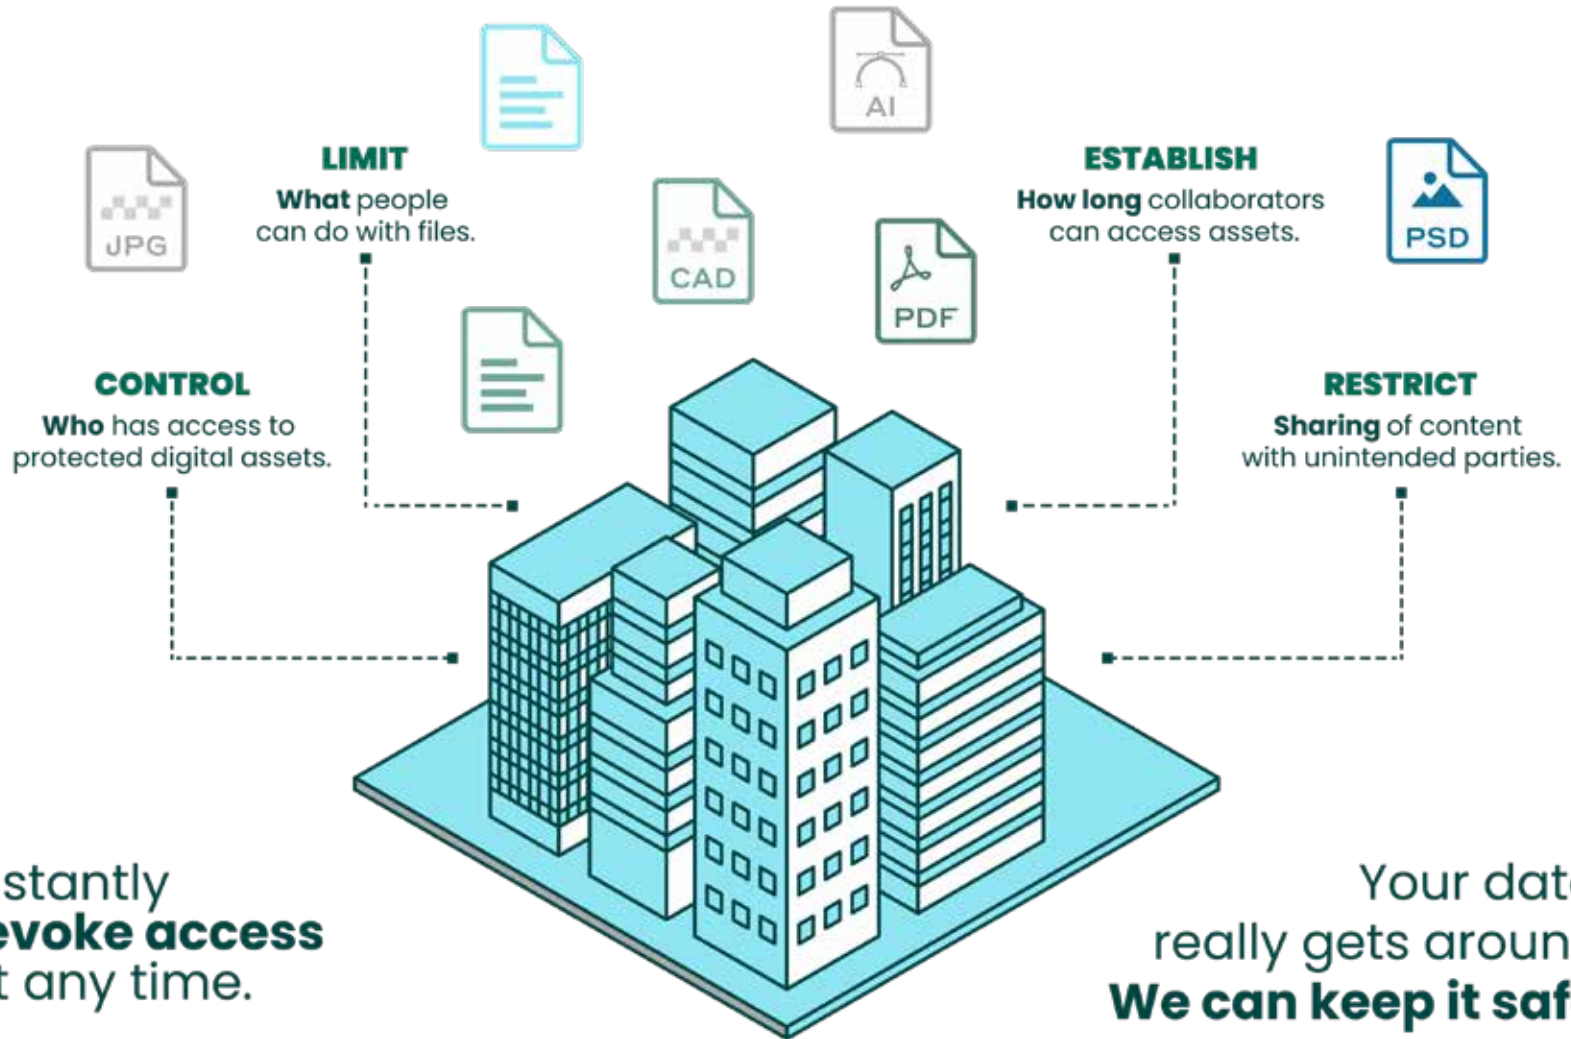 AI
LIMIT
What people
can do with files.
ESTABLISH
How long collaborators
can access assets.
JPG
PSD
CAD
PDF
CONTROL
Who has access to
protected digital assets.
RESTRICT
Sharing of content
with unintended parties.
stantly
evoke access
t any time.
Your dat
really gets aroun
We can keep it saf